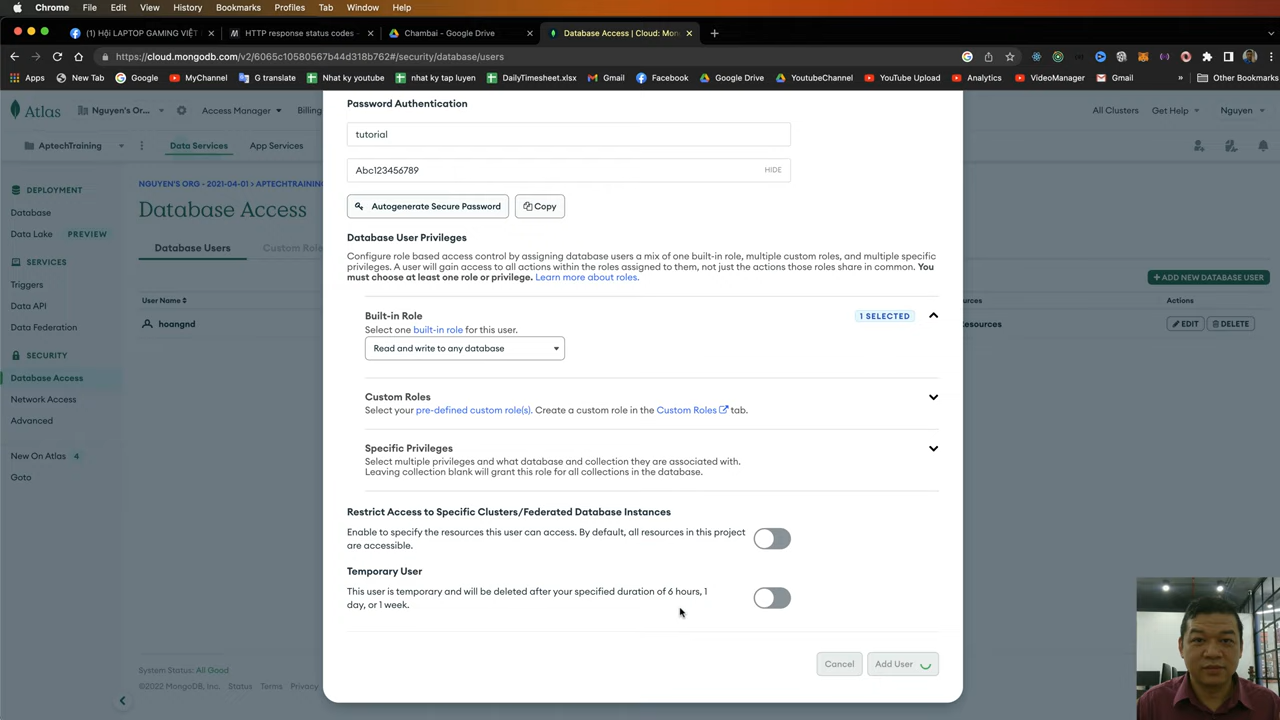 Chrome File Edit View History Bookmarks Profiles Tab Window Help
(1) Hội LAPTOP GAMING VIỆT
HTTP response status codes -
Chambai - Google Drive
Database Access | Cloud: Mon
cloud.mongodb.com/v2/6065c10580567b44d318b762#/security/database/users
Apps New Tab Google MyChannel G translate Nhat ky youtube nhat ky tap luyen DailyTimesheet.xlsx Gmail Facebook Google Drive YoutubeChannel YouTube Upload Analytics VideoManager Gmail » Other Bookmarks
Atlas Nguyen's Or... Access Manager Billing All Clusters Get Help Nguyen
AptechTraining Data Services App Services
DEPLOYMENT
Database
Data Lake PREVIEW
SERVICES
Triggers
Data API
Data Federation
SECURITY
Database Access
Network Access
Advanced
New On Atlas 4
Goto
NGUYEN'S ORG - 2021-04-01 > APTECHTRAINING
Database Access
Database Users Custom Role
+ ADD NEW DATABASE USER
User Name
Actions
hoangnd
EDIT DELETE
Password Authentication
tutorial
Abc123456789 HIDE
Autogenerate Secure Password Copy
Database User Privileges
Configure role based access control by assigning database users a mix of one built-in role, multiple custom roles, and multiple specific
privileges. A user will gain access to all actions within the roles assigned to them, not just the actions those roles share in common. You
must choose at least one role or privilege. Learn more about roles.
Built-in Role 1 SELECTED
Select one built-in role for this user.
Read and write to any database
Custom Roles
Select your pre-defined custom role(s). Create a custom role in the Custom Roles tab.
Specific Privileges
Select multiple privileges and what database and collection they are associated with.
Leaving collection blank will grant this role for all collections in the database.
Restrict Access to Specific Clusters/Federated Database Instances
Enable to specify the resources this user can access. By default, all resources in this project
are accessible.
Temporary User
This user is temporary and will be deleted after your specified duration of 6 hours, 1
day, or 1 week.
Cancel Add User
System Status: All Good
©2022 MongoDB, Inc. Status Terms Privacy